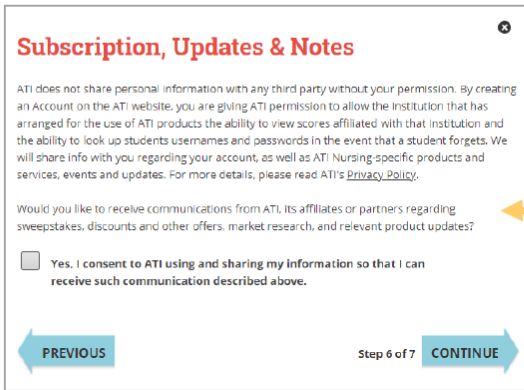 Subscription, Updates & Notes
ATI does not share personal information with any third party without your permission. By creating
an Account on the ATI website, you are giving ATI permission to allow the Institution that has
arranged for the use of ATI products the ability to view scores affiliated with that Institution and
the ability to look up students usernames and passwords in the event that a student forgets. We
will share info with you regarding your account, as well as ATI Nursing-specific products and
services, events and updates. For more details, please read ATI's Privacy Policy.
Would you like to receive communications from ATI, its affiliates or partners regarding
sweepstakes, discounts and other offers, market research, and relevant product updates?
Yes, I consent to ATI using and sharing my information so that I can
receive such communication described above.
PREVIOUS Step 6 of 7 CONTINUE